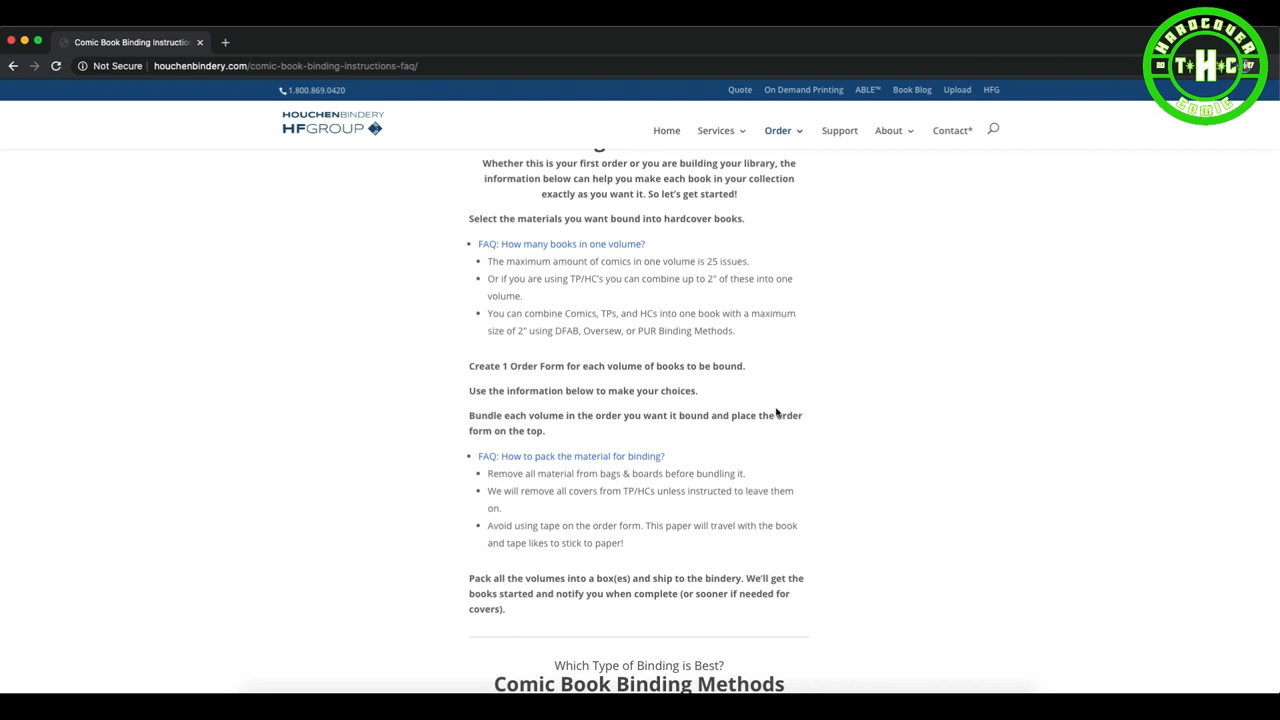 Comic Book Binding Instructio
Not Secure houchenbindery.com/comic-book-binding-instructions-faq/
HARDCOVER
T*H*C
COMIC
1.800.869.0420
Quote On Demand Printing ABLE™ Book Blog Upload HFG
HOUCHENBINDERY
HFGROUP
Home Services Order Support About Contact*
Whether this is your first order or you are building your library, the
information below can help you make each book in your collection
exactly as you want it. So let's get started!
Select the materials you want bound into hardcover books.
FAQ: How many books in one volume?
The maximum amount of comics in one volume is 25 issues.
Or if you are using TP/HC's you can combine up to 2" of these into one
volume.
You can combine Comics, TPs, and HCs into one book with a maximum
size of 2" using DFAB, Oversew, or PUR Binding Methods.
Create 1 Order Form for each volume of books to be bound.
Use the information below to make your choices.
Bundle each volume in the order you want it bound and place the order
form on the top.
FAQ: How to pack the material for binding?
Remove all material from bags & boards before bundling it.
We will remove all covers from TP/HCs unless instructed to leave them
on.
Avoid using tape on the order form. This paper will travel with the book
and tape likes to stick to paper!
Pack all the volumes into a box(es) and ship to the bindery. We'll get the
books started and notify you when complete (or sooner if needed for
covers).
Which Type of Binding is Best?
Comic Book Binding Methods